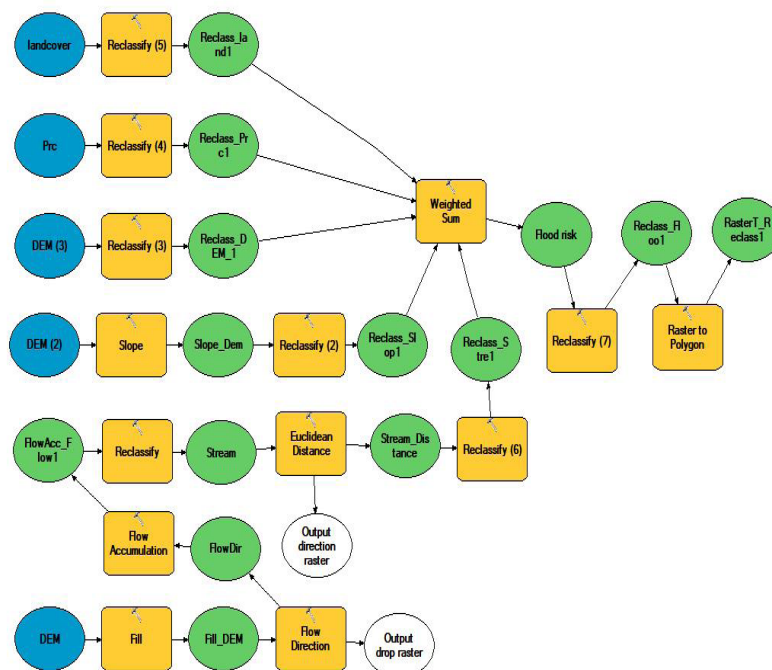 landcover
Reclassify (5)
Reclass_la
nd1
Prc
Reclassify (4)
Reclass_Pr
c1
DEM (3)
Reclassify (3)
Reclass_D
EM_1
Weighted
Sum
Flood risk
Reclass_Fl
oo1
RasterT_R
eclass1
DEM (2)
Slope
Slope_Dem
Reclassify (2)
Reclass_Sl
op1
Reclass_S
tre1
Reclassify (7)
Raster to
Polygon
FlowAcc_F
low1
Reclassify
Stream
Euclidean
Distance
Stream_Dis
tance
Reclassify (6)
Flow
Accumulation
FlowDir
Output
direction
raster
DEM
Fill
Fill_DEM
Flow
Direction
Output
drop raster